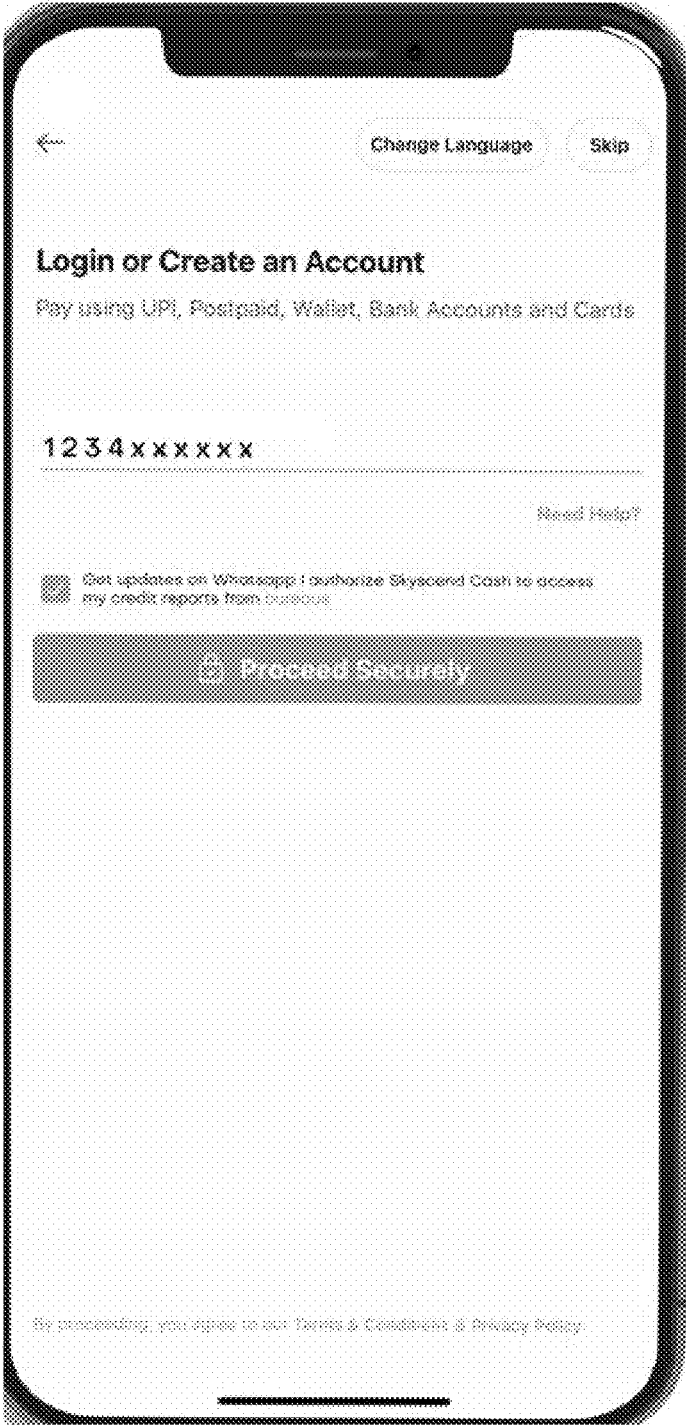 Change Language
Skip
Login or Create an Account
Pay using UPI, Postpaid, Wallet, Bank Accounts and Cards
1234xxxxxx
Need Help?
Get updates on Whatsapp I authorize Skyscend Cash to access
my credit reports from bureaus
Proceed Securely
By proceeding, you agree to our Terms & Conditions & Privacy Policy